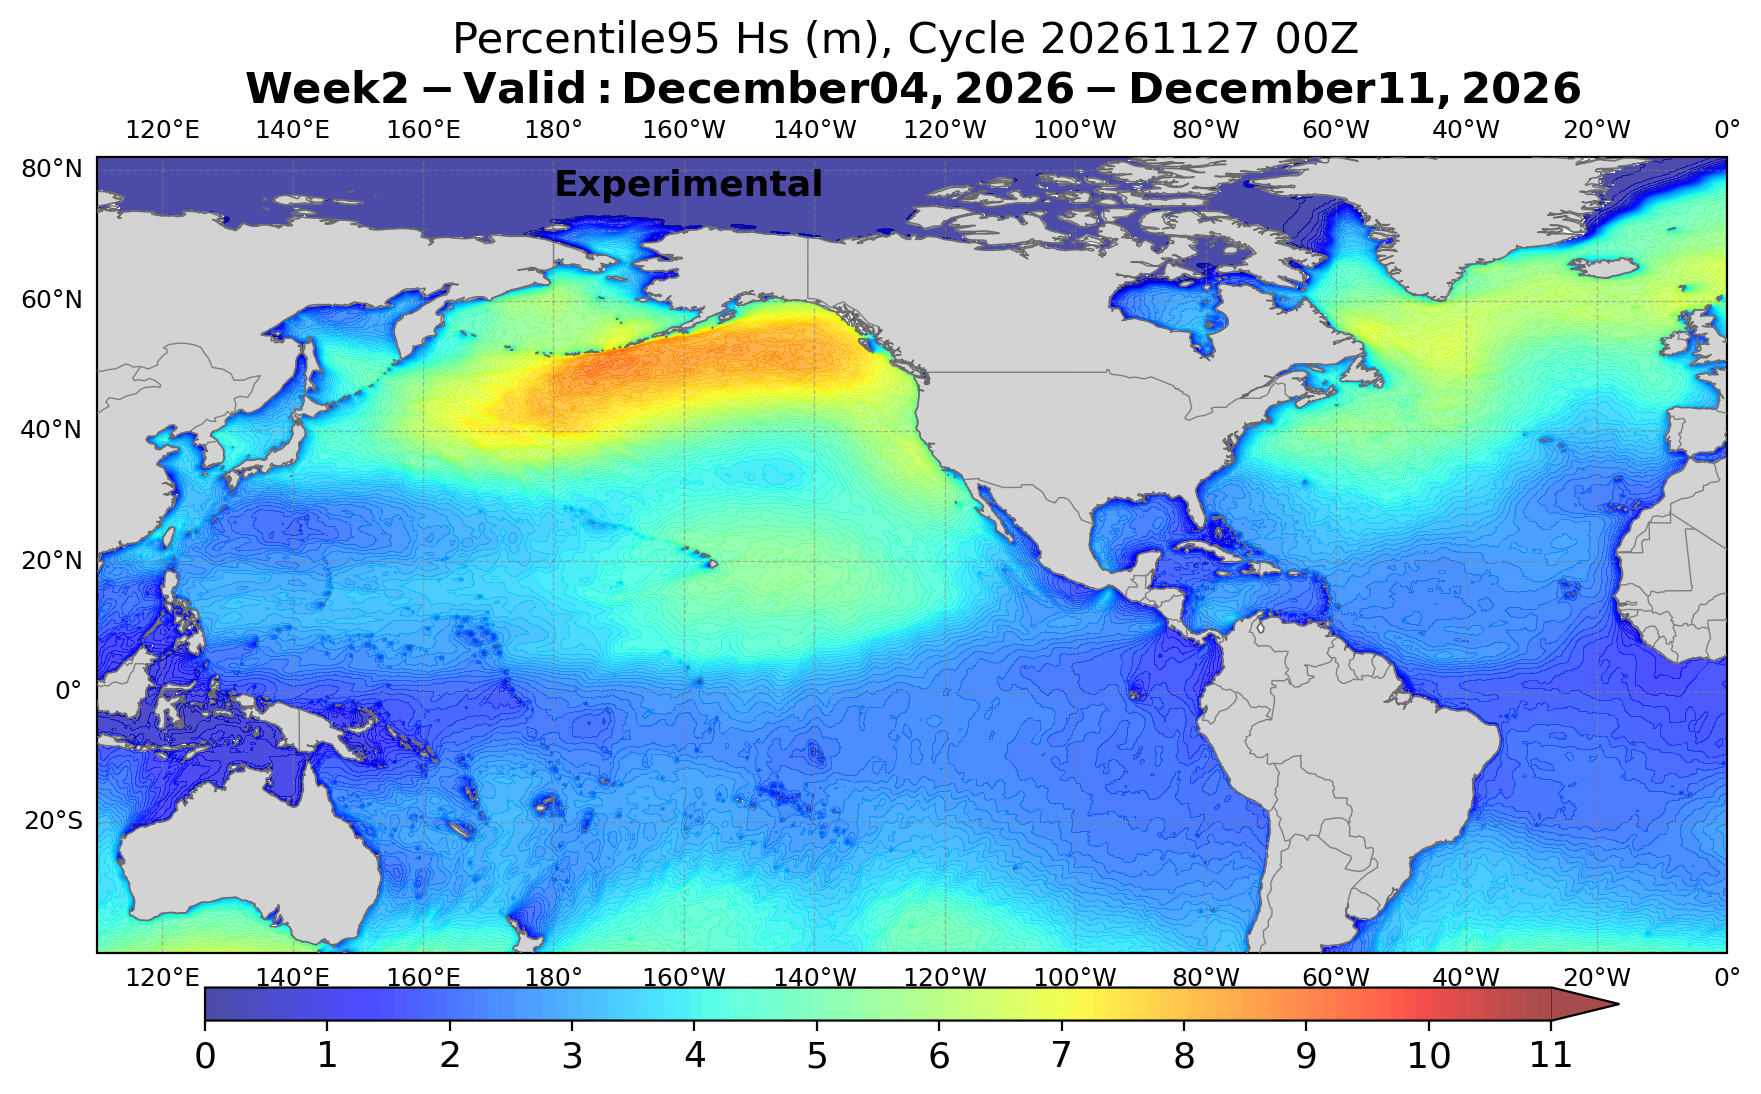 Percentile95 Hs (m), Cycle 20261127 00Z
Week2 − Valid : December04, 2026 − December11, 2026
120°E 140°E 160°E 180° 160°W 140°W 120°W 100°W 80°W 60°W 40°W 20°W 0°
80°N
Experimental
60°N
40°N
20°N
0°
20°S
120°E 140°E 160°E 180° 160°W 140°W 120°W 100°W 80°W 60°W 40°W 20°W 0°
0 1 2 3 4 5 6 7 8 9 10 11